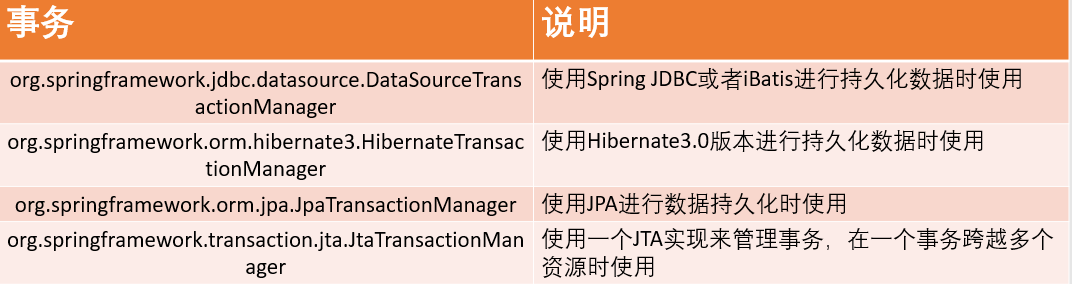 事务
说明
org.springframework.jdbc.datasource.DataSourceTrans
actionManager
使用Spring JDBC或者iBatis进行持久化数据时使用
org.springframework.orm.hibernate3.HibernateTransac
tionManager
使用Hibernate3.0版本进行持久化数据时使用
org.springframework.orm.jpa.JpaTransactionManager
使用JPA进行数据持久化时使用
org.springframework.transaction.jta.JtaTransactionMan
ager
使用一个JTA实现来管理事务，在一个事务跨越多个
资源时使用